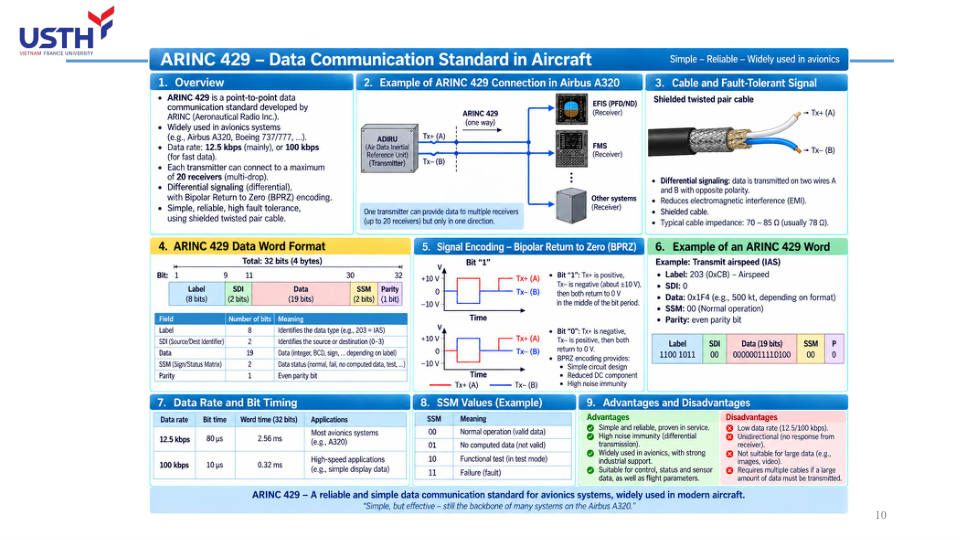 USTH
VIETNAM FRANCE UNIVERSITY
ARINC 429 – Data Communication Standard in Aircraft
Simple – Reliable – Widely used in avionics
1. Overview
• ARINC 429 is a point-to-point data
communication standard developed by
ARINC (Aeronautical Radio Inc.).
• Widely used in avionics systems
(e.g., Airbus A320, Boeing 737/777, ...).
• Data rate: 12.5 kbps (mainly), or 100 kbps
(for fast data).
• Each transmitter can connect to a maximum
of 20 receivers (multi-drop).
• Differential signaling (differential),
with Bipolar Return to Zero (BPRZ) encoding.
• Simple, reliable, high fault tolerance,
using shielded twisted pair cable.
2. Example of ARINC 429 Connection in Airbus A320
ADIRU
(Air Data Inertial
Reference Unit)
(Transmitter)
Tx+ (A)
Tx– (B)
ARINC 429
(one way)
EFIS (PFD/ND)
(Receiver)
FMS
(Receiver)
Other systems
(Receiver)
One transmitter can provide data to multiple receivers
(up to 20 receivers) but only in one direction.
3. Cable and Fault-Tolerant Signal
Shielded twisted pair cable
Tx+ (A)
Tx– (B)
• Differential signaling: data is transmitted on two wires A
and B with opposite polarity.
• Reduces electromagnetic interference (EMI).
• Shielded cable.
• Typical cable impedance: 70 – 85 Ω (usually 78 Ω).
4. ARINC 429 Data Word Format
Total: 32 bits (4 bytes)
Bit: 1 9 11 30 32
Label SDI Data SSM Parity
(8 bits) (2 bits) (19 bits) (2 bits) (1 bit)
Field Number of bits Meaning
Label 8 Identifies the data type (e.g., 203 = IAS)
SDI (Source/Dest Identifier) 2 Identifies the source or destination (0–3)
Data 19 Data (integer, BCD, sign, ... depending on label)
SSM (Sign/Status Matrix) 2 Data status (normal, fail, no computed data, test, ...)
Parity 1 Even parity bit
5. Signal Encoding – Bipolar Return to Zero (BPRZ)
Bit "1"
V
+10 V
0
–10 V
Time
Tx+ (A)
Tx– (B)
• Bit "1": Tx+ is positive,
Tx– is negative (about ±10 V),
then both return to 0 V
in the middle of the bit period.
V
+10 V
0
–10 V
Time
Tx+ (A)
Tx– (B)
Tx+ (A) Tx– (B)
• Bit "0": Tx+ is negative,
Tx– is positive, then both
return to 0 V.
• BPRZ encoding provides:
• Simple circuit design
• Reduced DC component
• High noise immunity
6. Example of an ARINC 429 Word
Example: Transmit airspeed (IAS)
• Label: 203 (0xCB) – Airspeed
• SDI: 0
• Data: 0x1F4 (e.g., 500 kt, depending on format)
• SSM: 00 (Normal operation)
• Parity: even parity bit
Label SDI Data (19 bits) SSM P
1100 1011 00 00000011110100 00 0
7. Data Rate and Bit Timing
Data rate Bit time Word time (32 bits) Applications
12.5 kbps 80 µs 2.56 ms Most avionics systems
(e.g., A320)
100 kbps 10 µs 0.32 ms High-speed applications
(e.g., simple display data)
8. SSM Values (Example)
SSM Meaning
00 Normal operation (valid data)
01 No computed data (not valid)
10 Functional test (in test mode)
11 Failure (fault)
9. Advantages and Disadvantages
Advantages
Simple and reliable, proven in service.
High noise immunity (differential
transmission).
Widely used in avionics, with strong
industrial support.
Suitable for control, status and sensor
data, as well as flight parameters.
Disadvantages
Low data rate (12.5/100 kbps).
Unidirectional (no response from
receiver).
Not suitable for large data (e.g.,
images, video).
Requires multiple cables if a large
amount of data must be transmitted.
ARINC 429 – A reliable and simple data communication standard for avionics systems, widely used in modern aircraft.
"Simple, but effective – still the backbone of many systems on the Airbus A320."
10